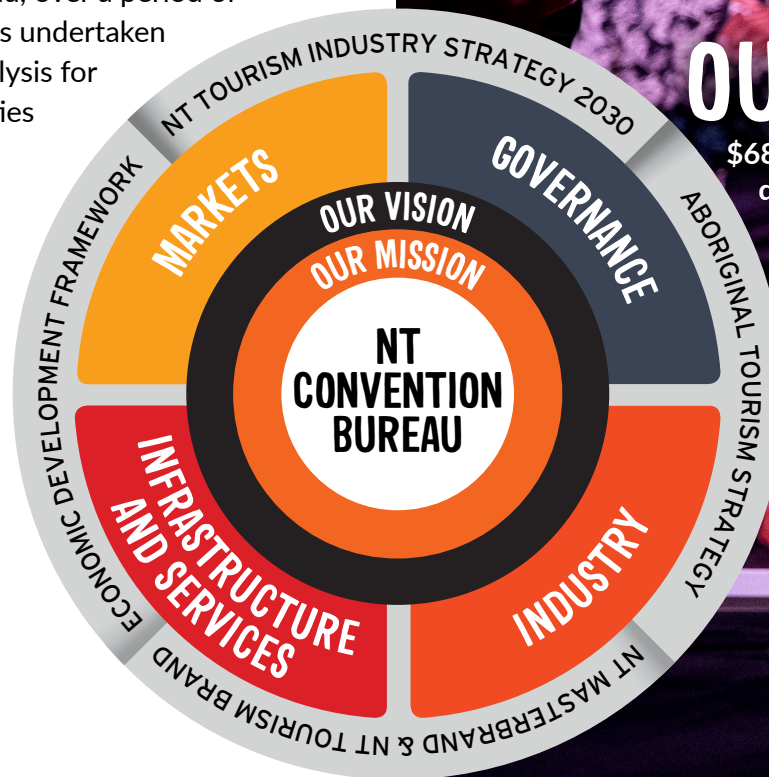 over a period of
undertaken
lysis for
ies
OU
$68
NT TOURISM INDUSTRY STRATEGY 2030
ABORIGINAL TOURISM STRATEGY
NT MASTERBRAND & NT TOURISM BRAND
ECONOMIC DEVELOPMENT FRAMEWORK
MARKETS
GOVERNANCE
INDUSTRY
INFRASTRUCTURE
AND SERVICES
OUR VISION
OUR MISSION
NT
CONVENTION
BUREAU